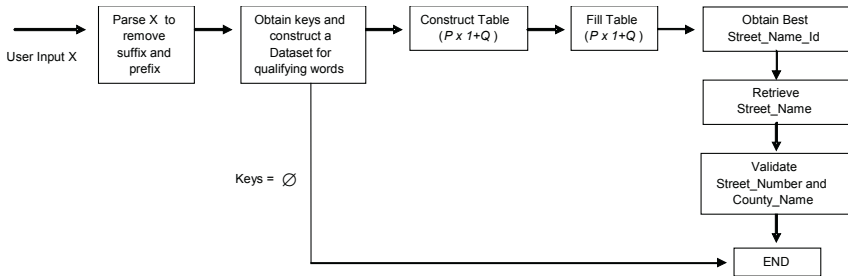 User Input X
Parse X to
remove
suffix and
prefix
Obtain keys and
construct a
Dataset for
qualifying words
Construct Table
(P x 1+Q )
Fill Table
(P x 1+Q )
Obtain Best
Street_Name_Id
Retrieve
Street_Name
Validate
Street_Number and
County_Name
Keys = ∅
END